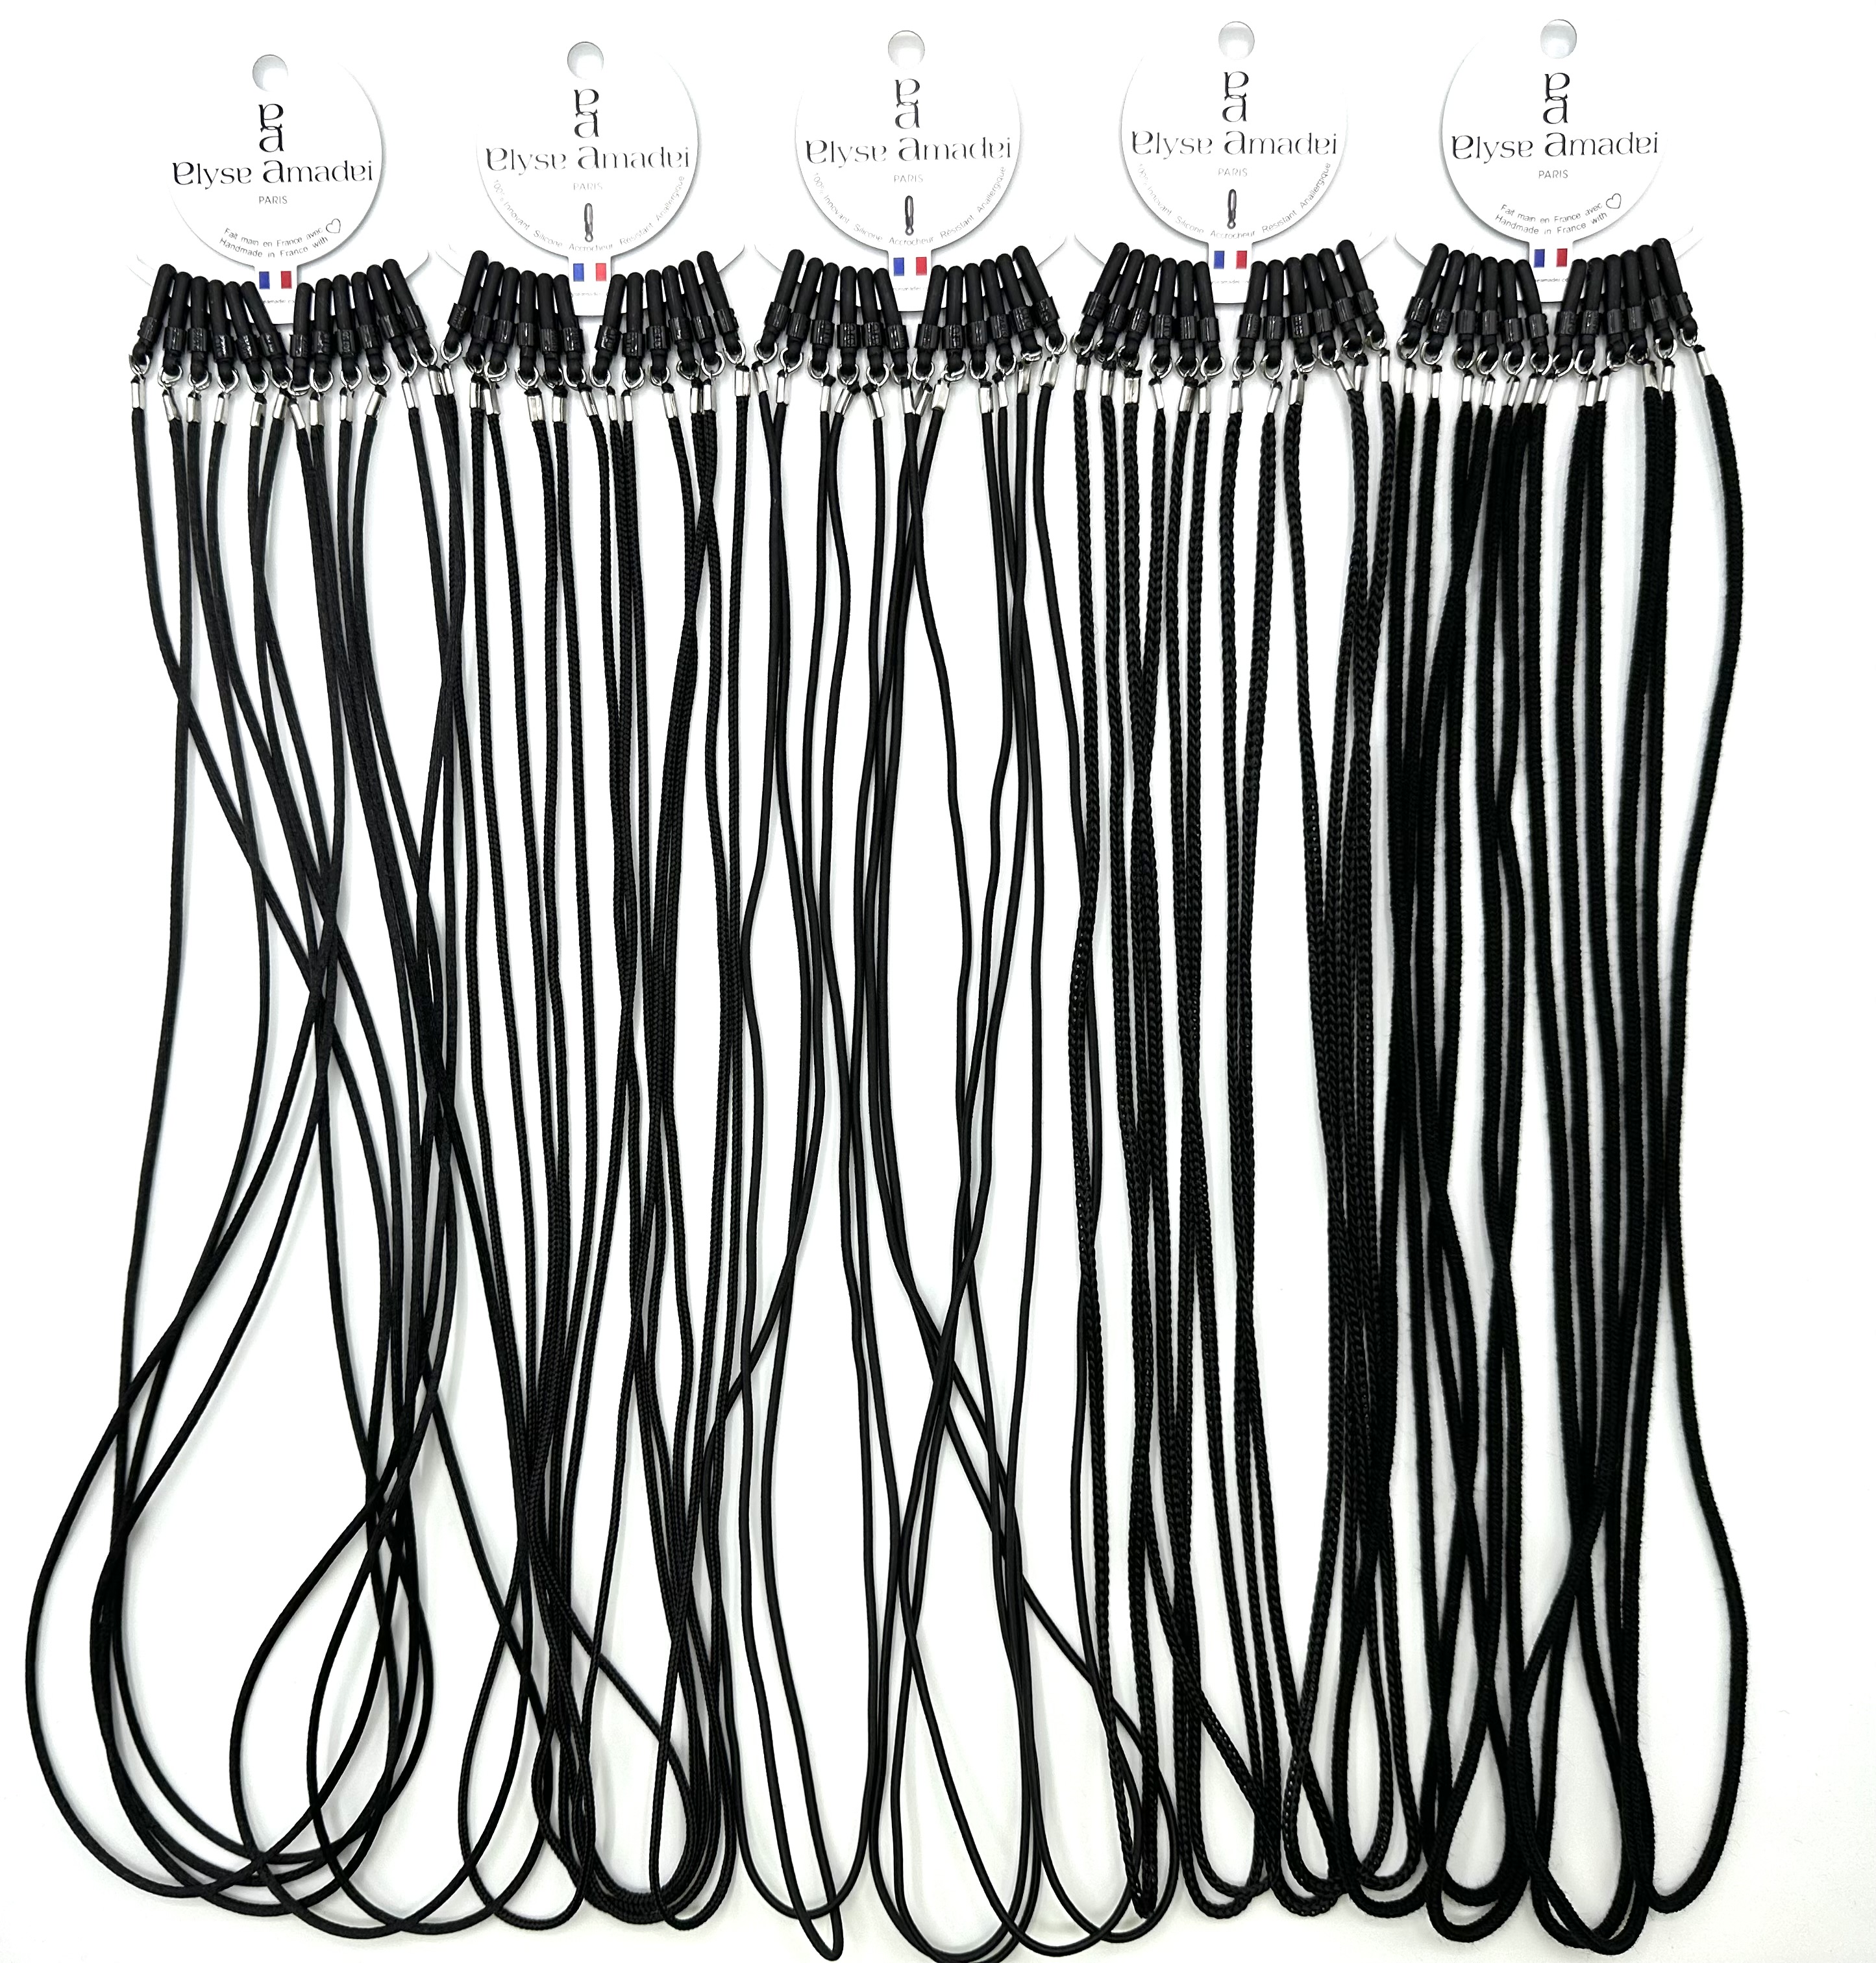 ea
elyse amadei
PARIS
Fait main en France avec
Handmade in France with
ea
elyse amadei
PARIS
100% Innovant Silicone Accrocheur Résistant Anallergique
ea
elyse amadei
PARIS
100% Innovant Silicone Accrocheur Résistant Anallergique
ea
elyse amadei
PARIS
100% Innovant Silicone Accrocheur Résistant Anallergique
ea
elyse amadei
PARIS
Fait main en France avec
Handmade in France with